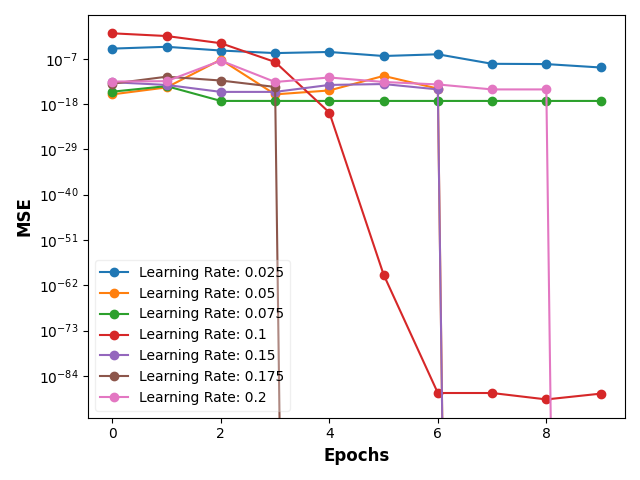 10⁻⁷
10⁻¹⁸
10⁻²⁹
10⁻⁴⁰
10⁻⁵¹
10⁻⁶²
10⁻⁷³
10⁻⁸⁴
MSE
Learning Rate: 0.025
Learning Rate: 0.05
Learning Rate: 0.075
Learning Rate: 0.1
Learning Rate: 0.15
Learning Rate: 0.175
Learning Rate: 0.2
0 2 4 6 8
Epochs